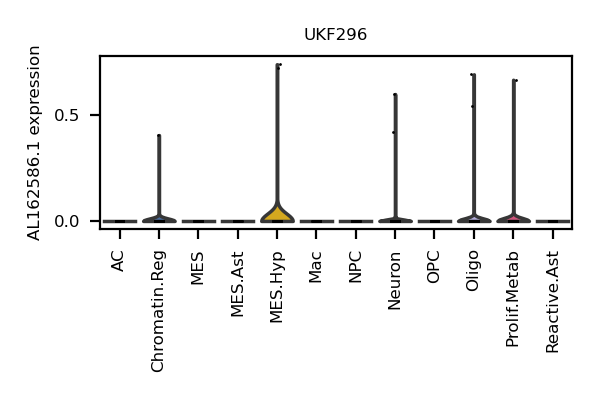 UKF296
AL162586.1 expression
0.5
0.0
AC
Chromatin.Reg
MES
MES.Ast
MES.Hyp
Mac
NPC
Neuron
OPC
Oligo
Prolif.Metab
Reactive.Ast